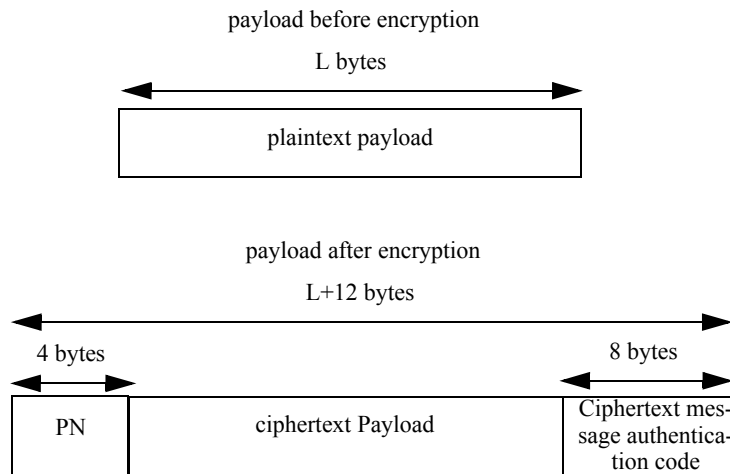 payload before encryption
L bytes
plaintext payload
payload after encryption
L+12 bytes
4 bytes
8 bytes
PN
ciphertext Payload
Ciphertext mes-
sage authentica-
tion code